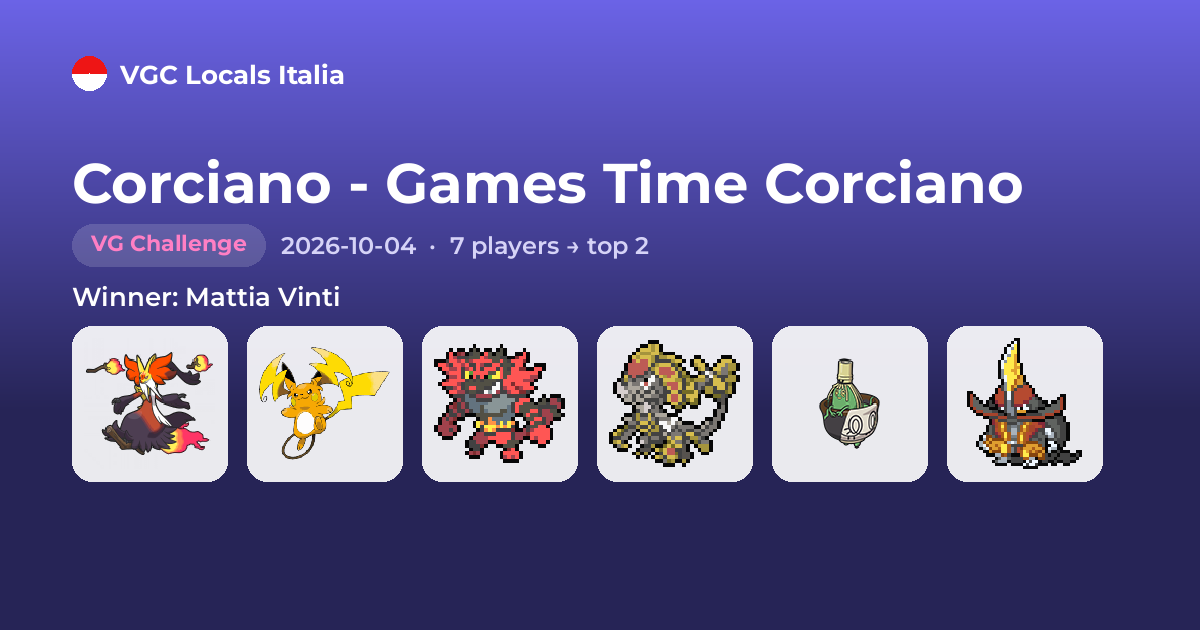 VGC Locals Italia
Corciano - Games Time Corciano
VG Challenge 2026-10-04 · 7 players → top 2
Winner: Mattia Vinti